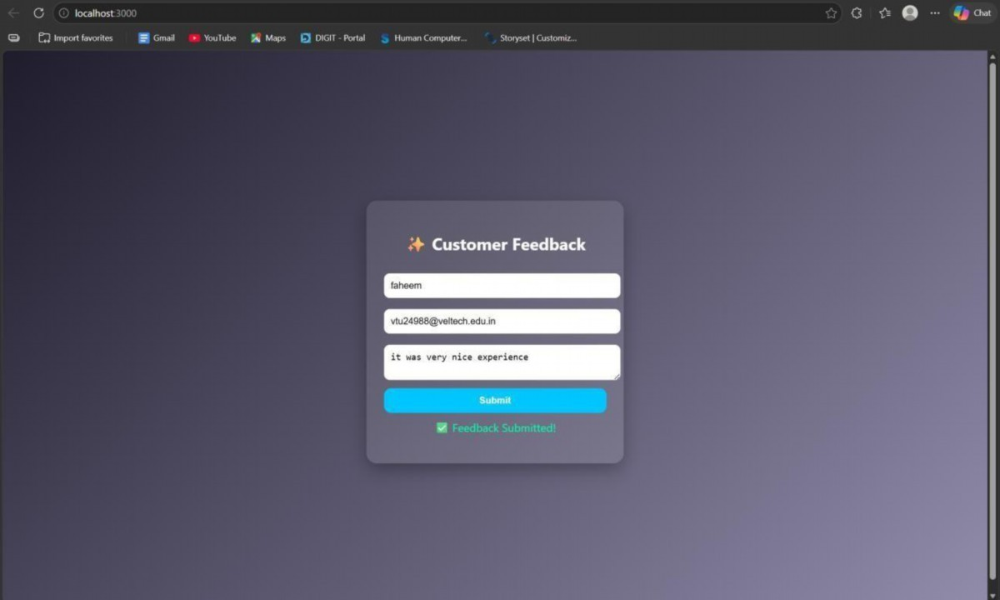 localhost:3000
Chat
Import favorites
Gmail
YouTube
Maps
DIGIT - Portal
Human Computer...
Storyset | Customiz...
✨ Customer Feedback
faheem
vtu24988@veltech.edu.in
it was very nice experience
Submit
✅ Feedback Submitted!